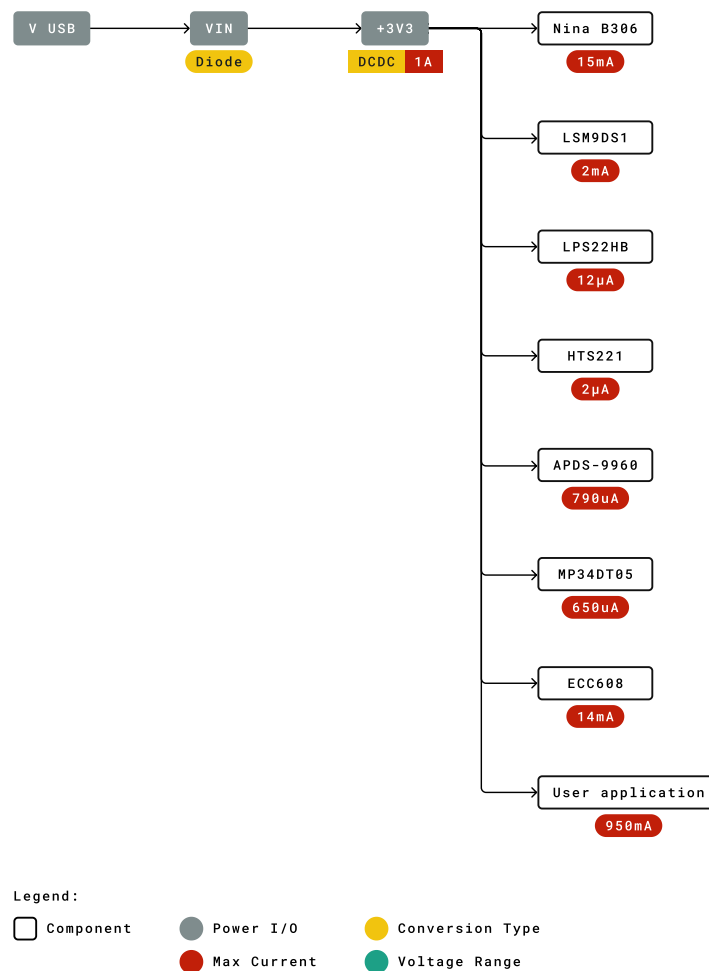 V USB
VIN
+3V3
Nina B306
Diode
DCDC
1A
15mA
LSM9DS1
2mA
LPS22HB
12µA
HTS221
2µA
APDS-9960
790uA
MP34DT05
650uA
ECC608
14mA
User application
950mA
Legend:
Component
Power I/O
Conversion Type
Max Current
Voltage Range